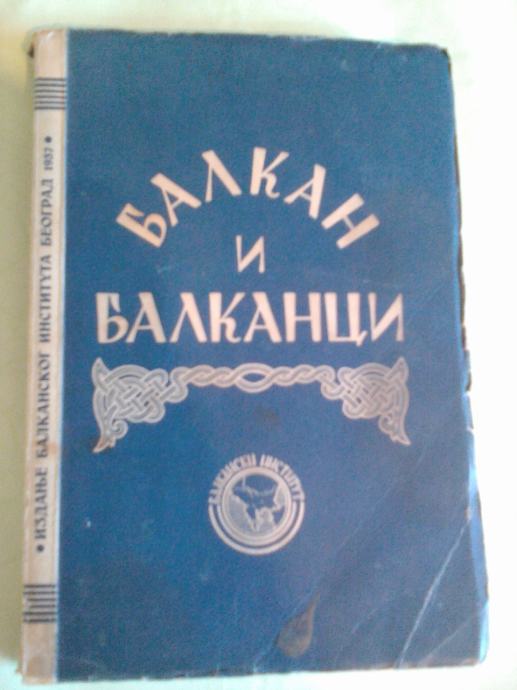 БАЛКАН
И
БАЛКАНЦИ
БАЛКАНСКИ ИНСТИТУТ
• ИЗДАЊЕ БАЛКАНСКОГ ИНСТИТУТА БЕОГРАД 1937 •